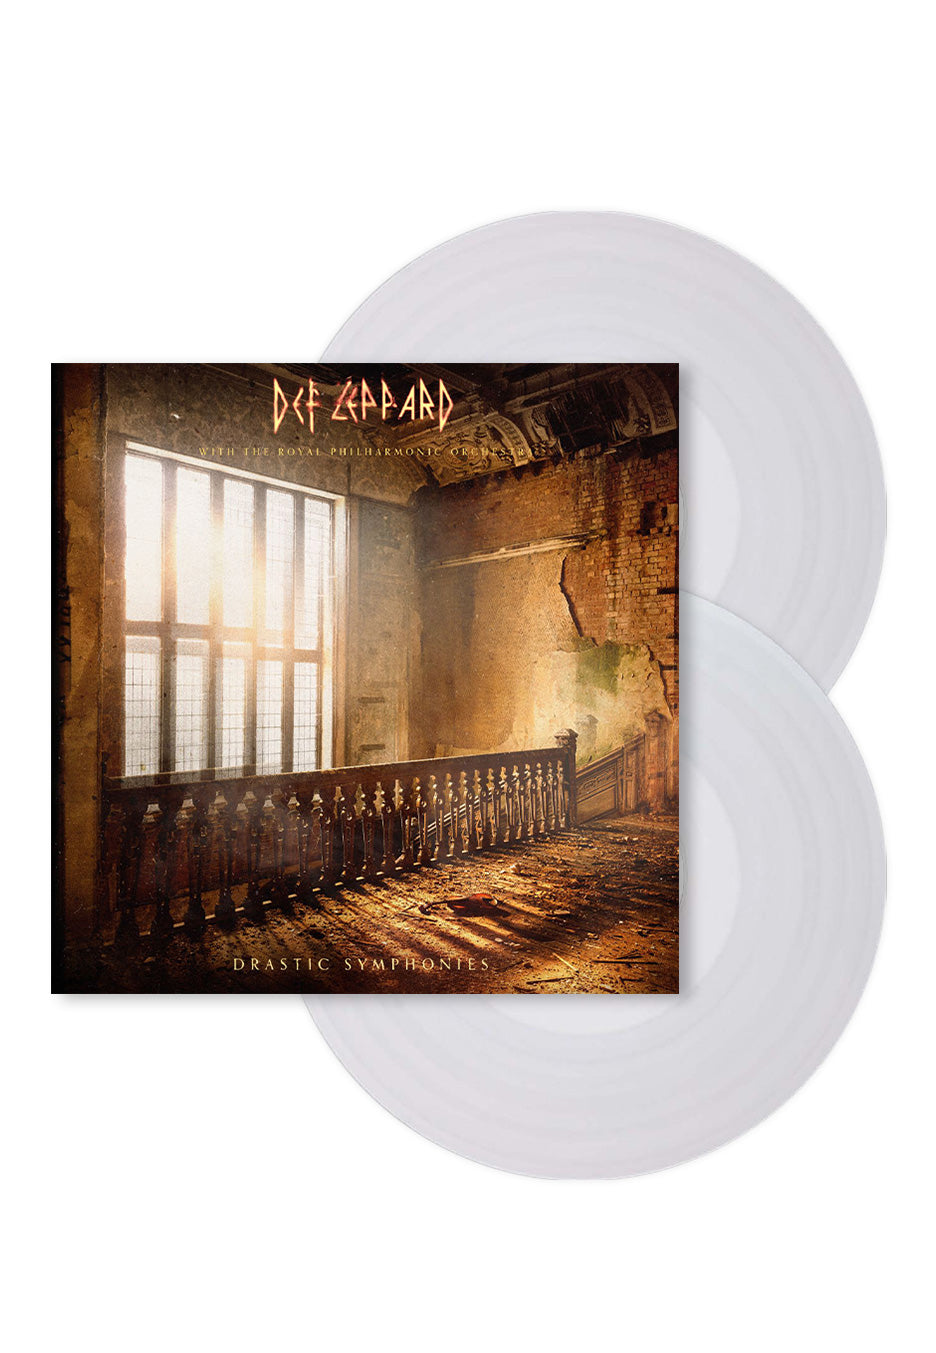 DEF LEPPARD
WITH THE ROYAL PHILHARMONIC ORCHESTRA
DRASTIC SYMPHONIES